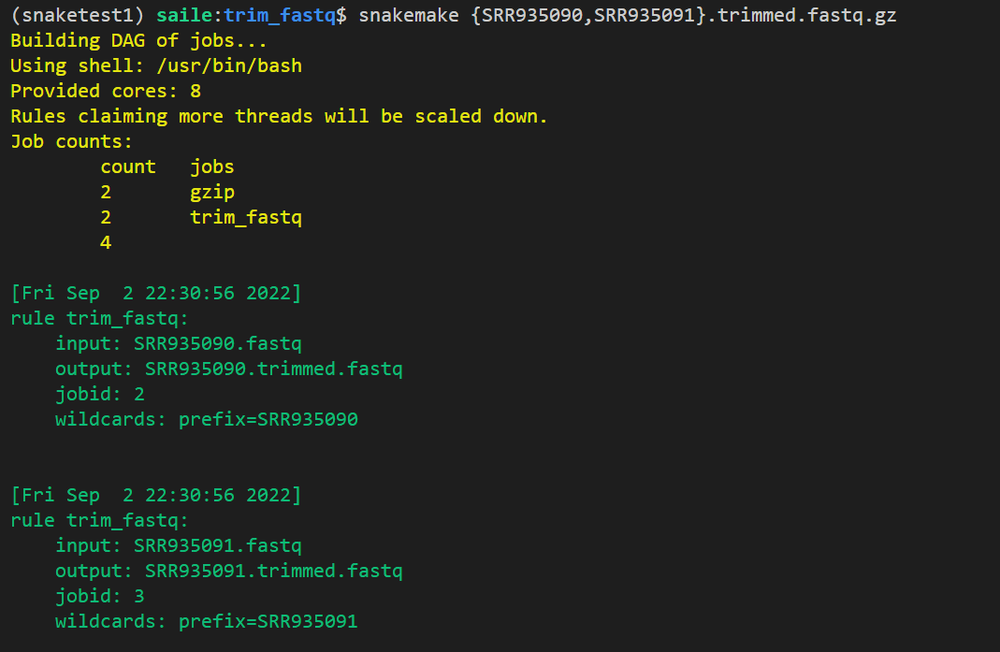 (snaketest1) saile:trim_fastq$ snakemake {SRR935090,SRR935091}.trimmed.fastq.gz
Building DAG of jobs...
Using shell: /usr/bin/bash
Provided cores: 8
Rules claiming more threads will be scaled down.
Job counts:
        count   jobs
        2       gzip
        2       trim_fastq
        4
[Fri Sep  2 22:30:56 2022]
rule trim_fastq:
    input: SRR935090.fastq
    output: SRR935090.trimmed.fastq
    jobid: 2
    wildcards: prefix=SRR935090
[Fri Sep  2 22:30:56 2022]
rule trim_fastq:
    input: SRR935091.fastq
    output: SRR935091.trimmed.fastq
    jobid: 3
    wildcards: prefix=SRR935091